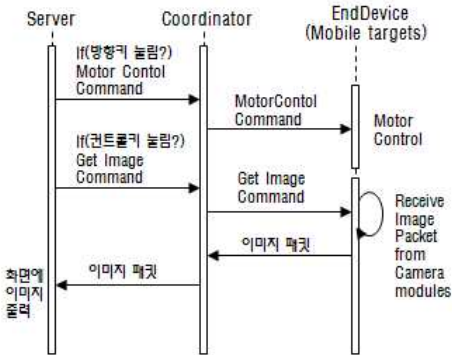 Server
Coordinator
EndDevice
(Mobile targets)
If(방향키 눌림?)
Motor Contol
Command
MotorContol
Command
Motor
Control
If(컨트롤키 눌림?)
Get Image
Command
Get Image
Command
Receive
Image
Packet
from
Camera
modules
이미지 패킷
이미지 패킷
화면에
이미지
출력